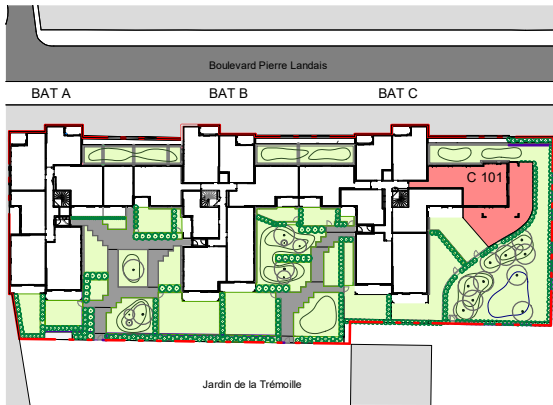 Boulevard Pierre Landais
BAT A BAT B BAT C
C 101
Jardin de la Trémoille